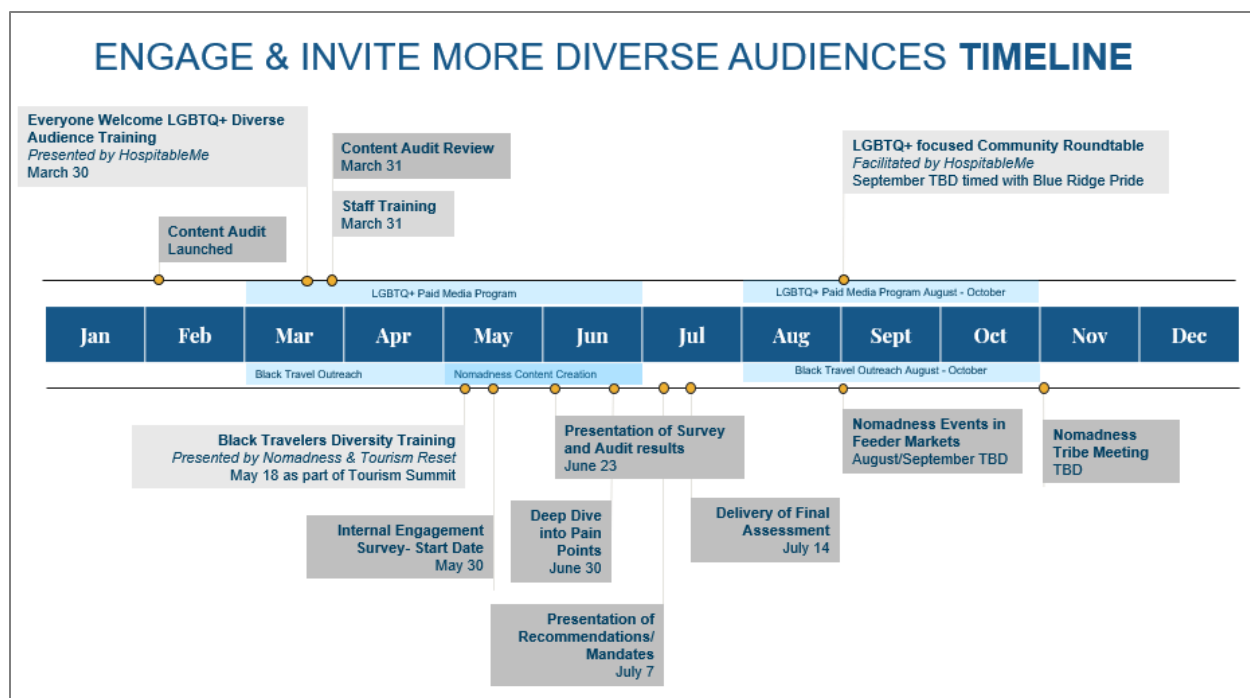 ENGAGE & INVITE MORE DIVERSE AUDIENCES TIMELINE
Everyone Welcome LGBTQ+ Diverse
Audience Training
Presented by HospitableMe
March 30
Content Audit Review
March 31
LGBTQ+ focused Community Roundtable
Facilitated by HospitableMe
September TBD timed with Blue Ridge Pride
Staff Training
March 31
Content Audit
Launched
LGBTQ+ Paid Media Program
LGBTQ+ Paid Media Program August - October
Jan
Feb
Mar
Apr
May
Jun
Jul
Aug
Sept
Oct
Nov
Dec
Black Travel Outreach
Nomadness Content Creation
Black Travel Outreach August - October
Black Travelers Diversity Training
Presented by Nomadness & Tourism Reset
May 18 as part of Tourism Summit
Presentation of Survey
and Audit results
June 23
Nomadness Events in
Feeder Markets
August/September TBD
Nomadness
Tribe Meeting
TBD
Internal Engagement
Survey- Start Date
May 30
Deep Dive
into Pain
Points
June 30
Delivery of Final
Assessment
July 14
Presentation of
Recommendations/
Mandates
July 7